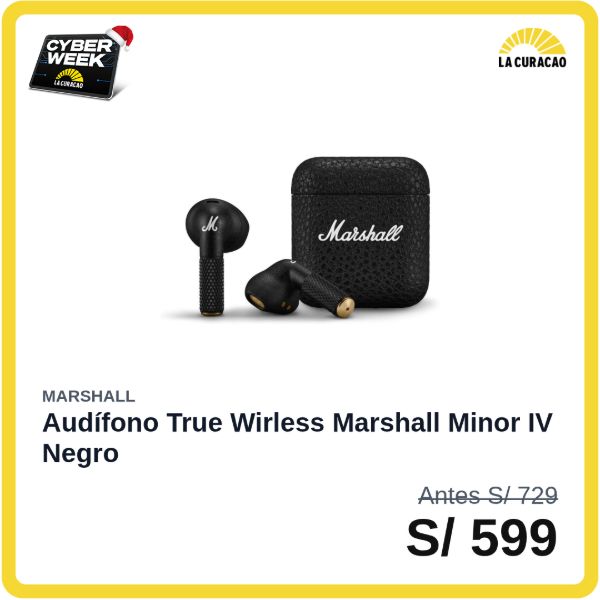 CYBER
WEEK
LA CURACAO
LA CURACAO
M
Marshall
MARSHALL
Audífono True Wirless Marshall Minor IV
Negro
Antes S/ 729
S/ 599